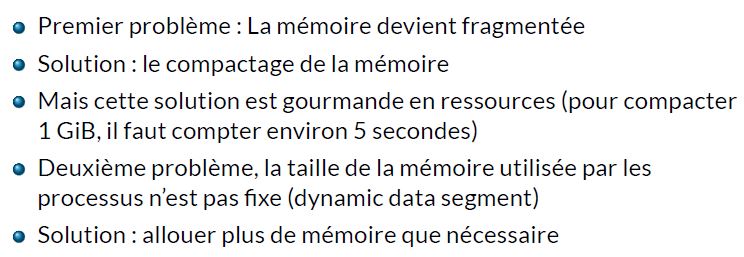 Premier problème : La mémoire devient fragmentée
Solution : le compactage de la mémoire
Mais cette solution est gourmande en ressources (pour compacter
1 GiB, il faut compter environ 5 secondes)
Deuxième problème, la taille de la mémoire utilisée par les
processus n’est pas fixe (dynamic data segment)
Solution : allouer plus de mémoire que nécessaire